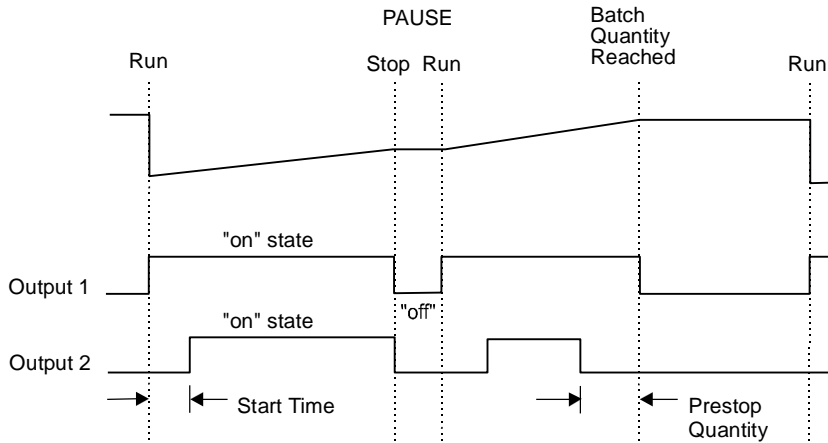 PAUSE
Batch
Quantity
Reached
Run
Stop
Run
Run
"on" state
Output 1
"off"
"on" state
Output 2
Start Time
Prestop
Quantity